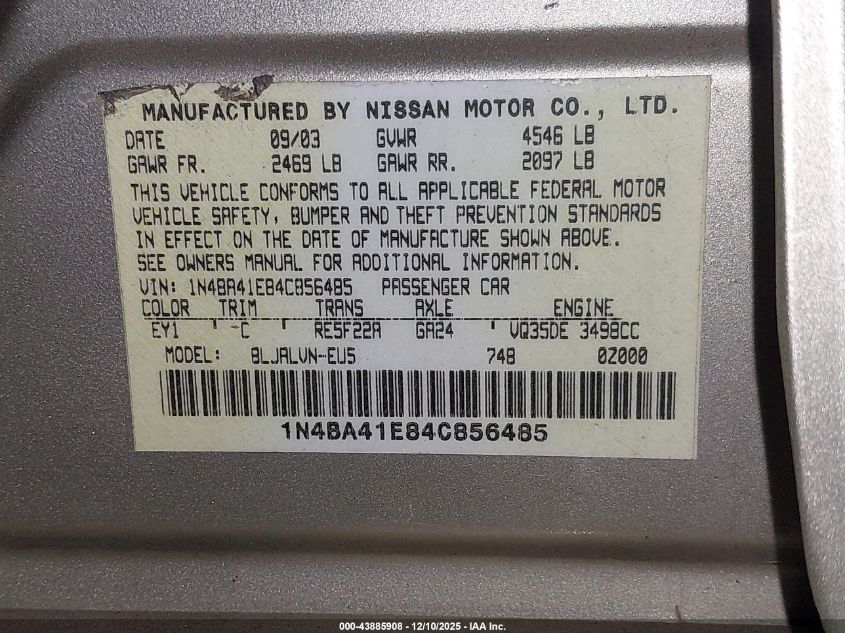 MANUFACTURED BY NISSAN MOTOR CO., LTD.
DATE 09/03 GVWR 4546 LB
GAWR FR. 2469 LB GAWR RR. 2097 LB
THIS VEHICLE CONFORMS TO ALL APPLICABLE FEDERAL MOTOR
VEHICLE SAFETY, BUMPER AND THEFT PREVENTION STANDARDS
IN EFFECT ON THE DATE OF MANUFACTURE SHOWN ABOVE.
SEE OWNERS MANUAL FOR ADDITIONAL INFORMATION.
VIN: 1N4BA41E84C856485 PASSENGER CAR
COLOR TRIM TRANS AXLE ENGINE
EY1 ' C ' RE5F22A GA24 ' VQ35DE 3498CC
MODEL: BLJALVN-EU5 74B 0Z000
1N4BA41E84C856485
000-43885908 - 12/10/2025 - IAA Inc.